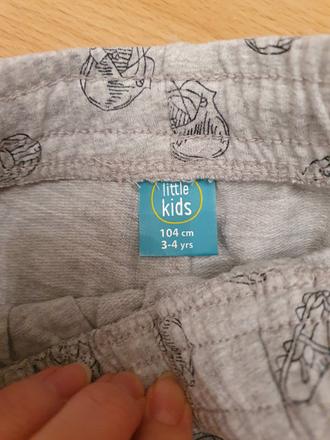 little
kids
104 cm
3-4 yrs